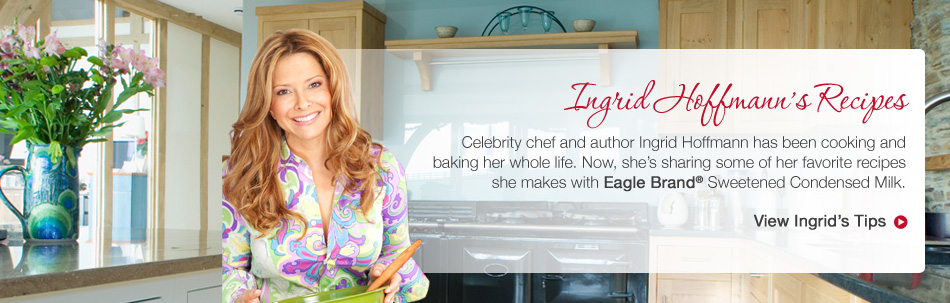 Ingrid Hoffmann's Recipes
Celebrity chef and author Ingrid Hoffmann has been cooking and
baking her whole life. Now, she's sharing some of her favorite recipes
she makes with Eagle Brand® Sweetened Condensed Milk.
View Ingrid's Tips